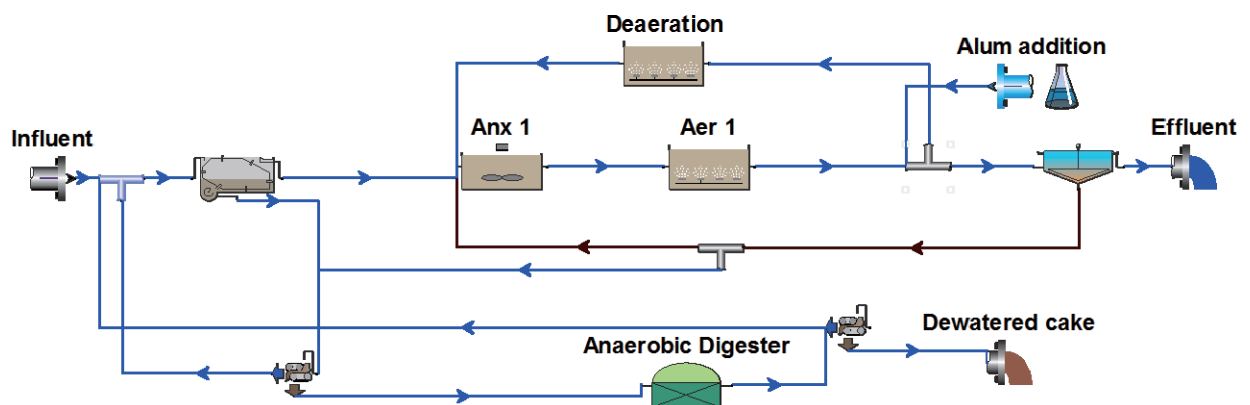 Deaeration
Alum addition
Influent
Anx 1
Aer 1
Effluent
Anaerobic Digester
Dewatered cake